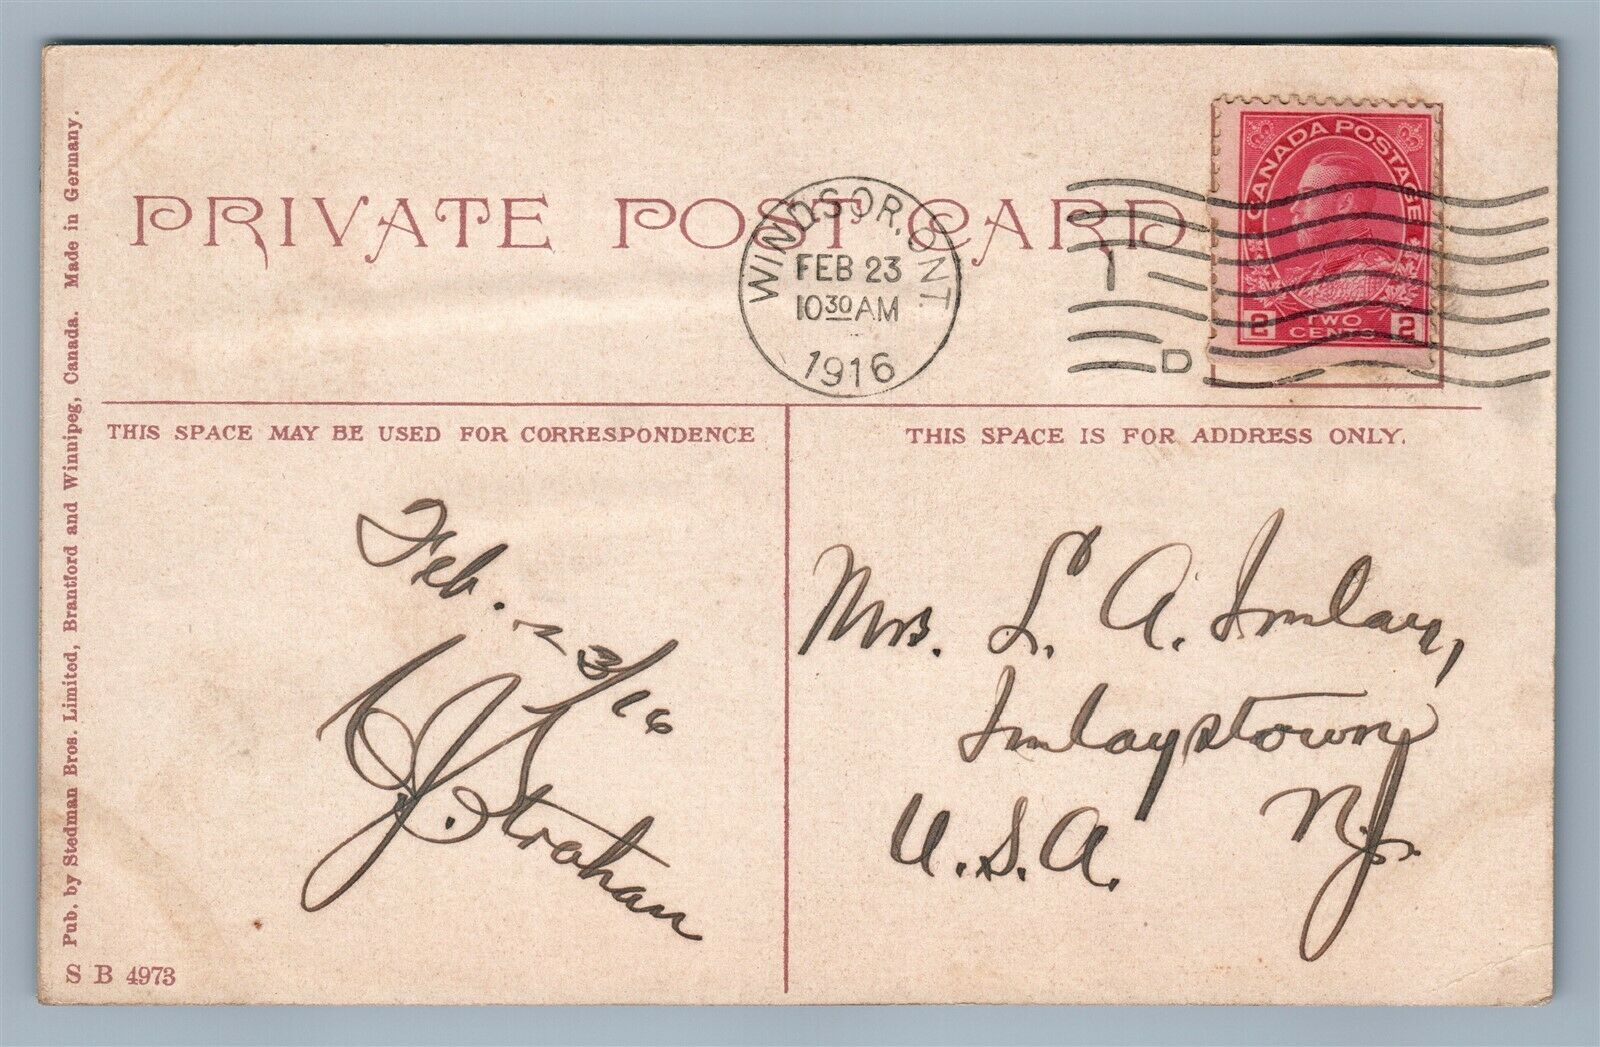 PRIVATE POST CARD
WINDSOR, ONT.
FEB 23
10 30 AM
1916
I
D
CANADA POSTAGE
2 TWO CENTS 2
THIS SPACE MAY BE USED FOR CORRESPONDENCE
THIS SPACE IS FOR ADDRESS ONLY.
Feb. 23/16
J. Strahan
Mrs. L. A. Imlay,
Imlaystown
U.S.A. N.J.
Pub. by Stedman Bros. Limited, Brantford and Winnipeg, Canada. Made in Germany.
S B 4973